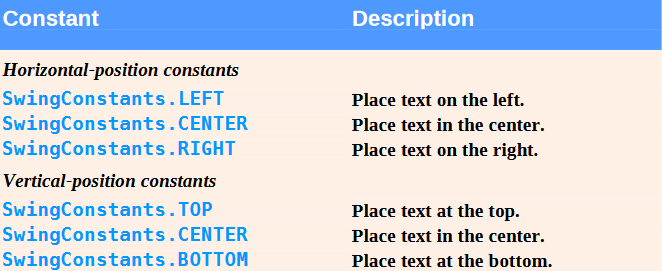 Constant Description
Horizontal-position constants
SwingConstants.LEFT Place text on the left.
SwingConstants.CENTER Place text in the center.
SwingConstants.RIGHT Place text on the right.
Vertical-position constants
SwingConstants.TOP Place text at the top.
SwingConstants.CENTER Place text in the center.
SwingConstants.BOTTOM Place text at the bottom.